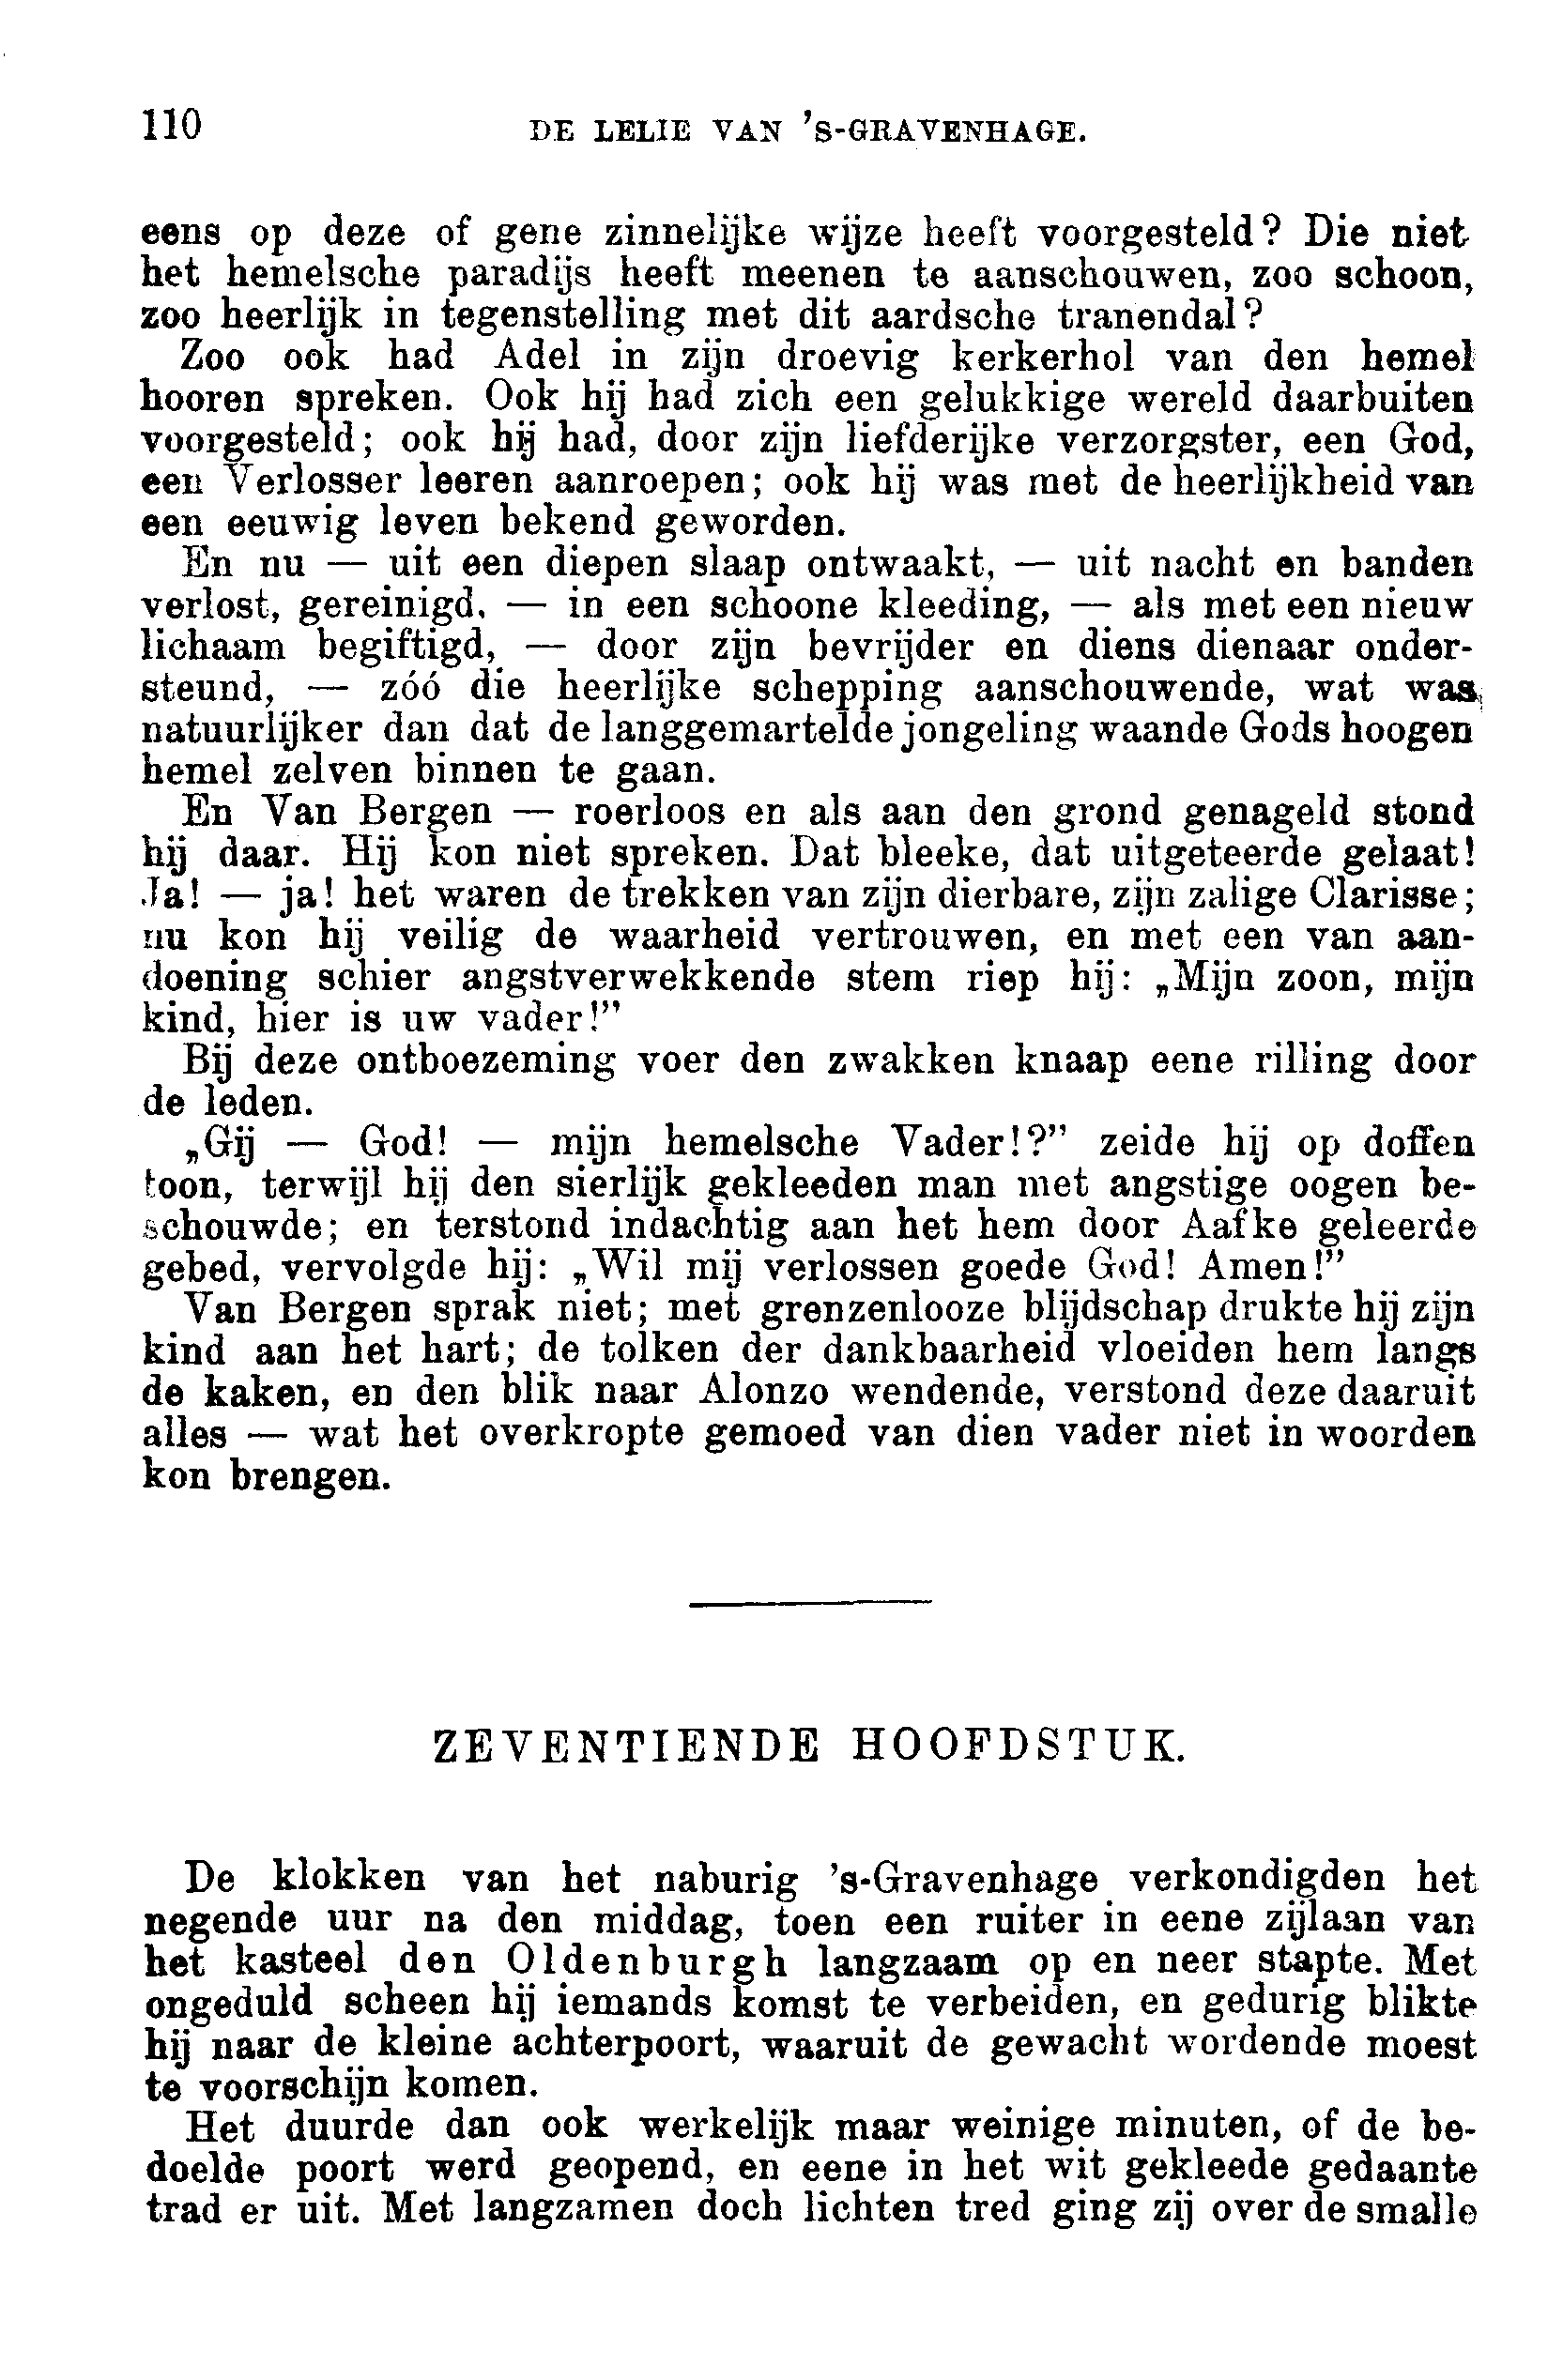 110 DE LELIE VAN 'S-GRAVENHAGE.
eens op deze of gene zinnelijke wijze heeft voorgesteld? Die niet
het hemelsche paradijs heeft meenen te aanschouwen, zoo schoon,
zoo heerlijk in tegenstelling met dit aardsche tranendal?
Zoo ook had Adel in zijn droevig kerkerhol van den hemel
hooren spreken. Ook hij had zich een gelukkige wereld daarbuiten
voorgesteld; ook hij had, door zijn liefderijke verzorgster, een God,
een Verlosser leeren aanroepen; ook hij was met de heerlijkheid van
een eeuwig leven bekend geworden.
En nu — uit een diepen slaap ontwaakt, — uit nacht en banden
verlost, gereinigd, — in een schoone kleeding, — als met een nieuw
lichaam begiftigd, — door zijn bevrijder en diens dienaar onder-
steund, — zóó die heerlijke schepping aanschouwende, wat was
natuurlijker dan dat de langgemartelde jongeling waande Gods hoogen
hemel zelven binnen te gaan.
En Van Bergen — roerloos en als aan den grond genageld stond
hij daar. Hij kon niet spreken. Dat bleeke, dat uitgeteerde gelaat!
Ja! — ja! het waren de trekken van zijn dierbare, zijn zalige Clarisse;
nu kon hij veilig de waarheid vertrouwen, en met een van aan-
doening schier angstverwekkende stem riep hij: „Mijn zoon, mijn
kind, hier is uw vader!”
Bij deze ontboezeming voer den zwakken knaap eene rilling door
de leden.
„Gij — God! — mijn hemelsche Vader!?” zeide hij op doffen
toon, terwijl hij den sierlijk gekleeden man met angstige oogen be-
schouwde; en terstond indachtig aan het hem door Aafke geleerde
gebed, vervolgde hij: „Wil mij verlossen goede God! Amen!”
Van Bergen sprak niet; met grenzenlooze blijdschap drukte hij zijn
kind aan het hart; de tolken der dankbaarheid vloeiden hem langs
de kaken, en den blik naar Alonzo wendende, verstond deze daaruit
alles — wat het overkropte gemoed van dien vader niet in woorden
kon brengen.
ZEVENTIENDE HOOFDSTUK.
De klokken van het naburig 's-Gravenhage verkondigden het
negende uur na den middag, toen een ruiter in eene zijlaan van
het kasteel den Oldenburgh langzaam op en neer stapte. Met
ongeduld scheen hij iemands komst te verbeiden, en gedurig blikte
hij naar de kleine achterpoort, waaruit de gewacht wordende moest
te voorschijn komen.
Het duurde dan ook werkelijk maar weinige minuten, of de be-
doelde poort werd geopend, en eene in het wit gekleede gedaante
trad er uit. Met langzamen doch lichten tred ging zij over de smalle